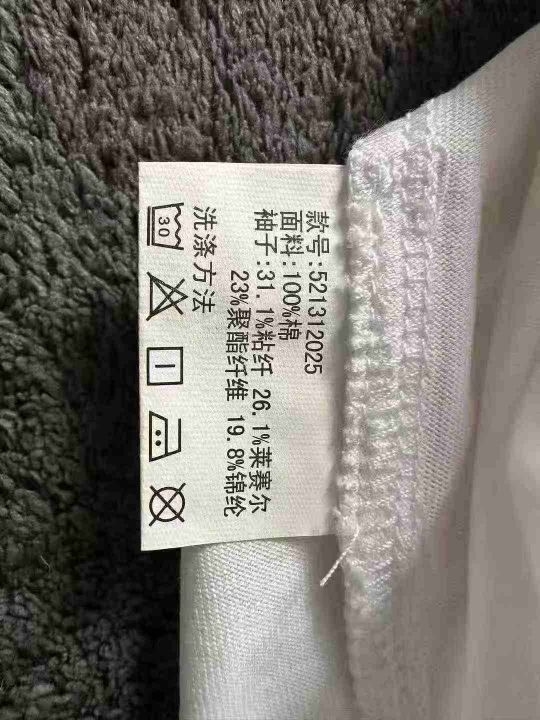 款号:521312025
面料:100%棉
袖子:31.1%粘纤 26.1%莱赛尔
23%聚酯纤维 19.8%锦纶
洗涤方法
30